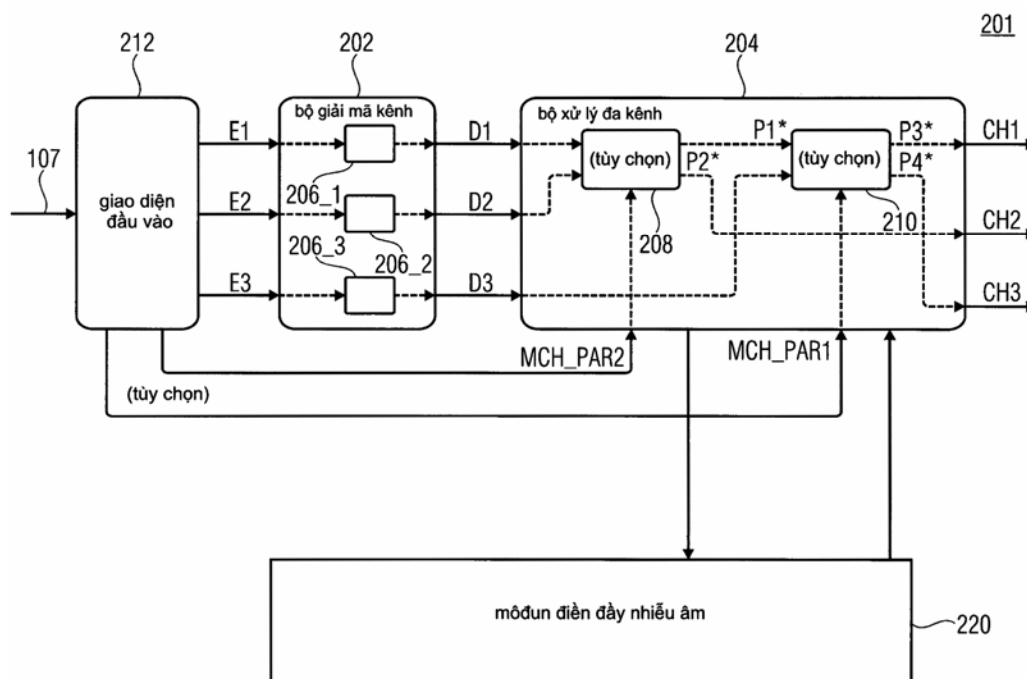 201
212
202
204
bộ giải mã kênh
bộ xử lý đa kênh
E1
D1
P1*
P3*
CH1
107
(tùy chọn)
P2*
(tùy chọn)
P4*
206_1
giao diện
đầu vào
E2
D2
210
CH2
206_3
206_2
208
E3
D3
CH3
MCH_PAR2
MCH_PAR1
(tùy chọn)
môđun điền đầy nhiễu âm
220